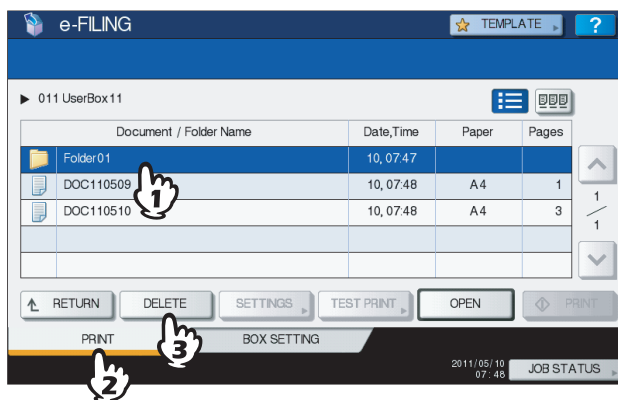 e-FILING TEMPLATE ?
011 UserBox11
Document / Folder Name Date,Time Paper Pages
Folder01 10, 07:47
DOC110509 10, 07:48 A4 1
DOC110510 10, 07:48 A4 3
1
1
RETURN DELETE SETTINGS TEST PRINT OPEN PRINT
PRINT BOX SETTING
2011/05/10
07:48
JOB STATUS
1
2
3